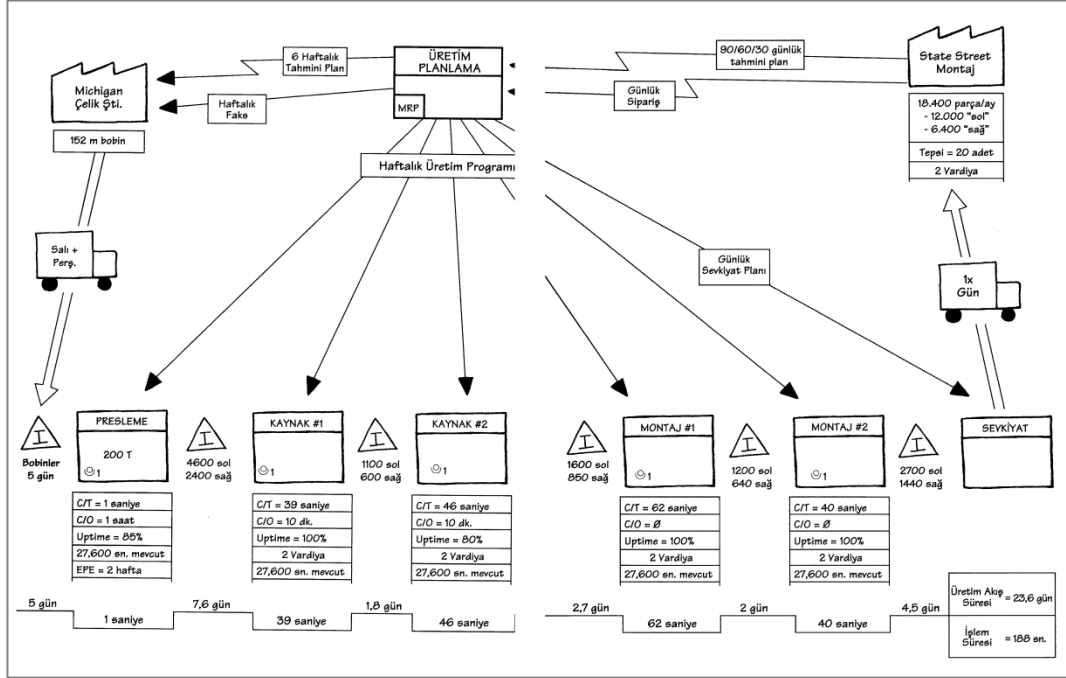 6 Haftalık
Tahmini Plan
ÜRETİM
PLANLAMA
MRP
90/60/30 günlük
tahmini plan
State Street
Montaj
Michigan
Çelik Şti.
Haftalık
Faks
Günlük
Sipariş
18.400 parça/ay
- 12.000 “sol”
- 6.400 “sağ”
Tepsi = 20 adet
2 Vardiya
152 m bobin
Haftalık Üretim Programı
Salı +
Perş.
Günlük
Sevkiyat Planı
1x
Gün
I
Bobinler
5 gün
PRESLEME
200 T
1
I
4600 sol
2400 sağ
KAYNAK #1
1
I
1100 sol
600 sağ
KAYNAK #2
1
I
1600 sol
850 sağ
MONTAJ #1
1
I
1200 sol
640 sağ
MONTAJ #2
1
I
2700 sol
1440 sağ
SEVKİYAT
C/T = 1 saniye
C/O = 1 saat
Uptime = 85%
27,600 sn. mevcut
EPE = 2 hafta
C/T = 39 saniye
C/O = 10 dk.
Uptime = 100%
2 Vardiya
27,600 sn. mevcut
C/T = 46 saniye
C/O = 10 dk.
Uptime = 80%
2 Vardiya
27,600 sn. mevcut
C/T = 62 saniye
C/O = Ø
Uptime = 100%
2 Vardiya
27,600 sn. mevcut
C/T = 40 saniye
C/O = Ø
Uptime = 100%
2 Vardiya
27,600 sn. mevcut
5 gün
1 saniye
7,6 gün
39 saniye
1,8 gün
46 saniye
2,7 gün
62 saniye
2 gün
40 saniye
4,5 gün
Üretim Akış
Süresi = 23,6 gün
İşlem
Süresi = 188 sn.